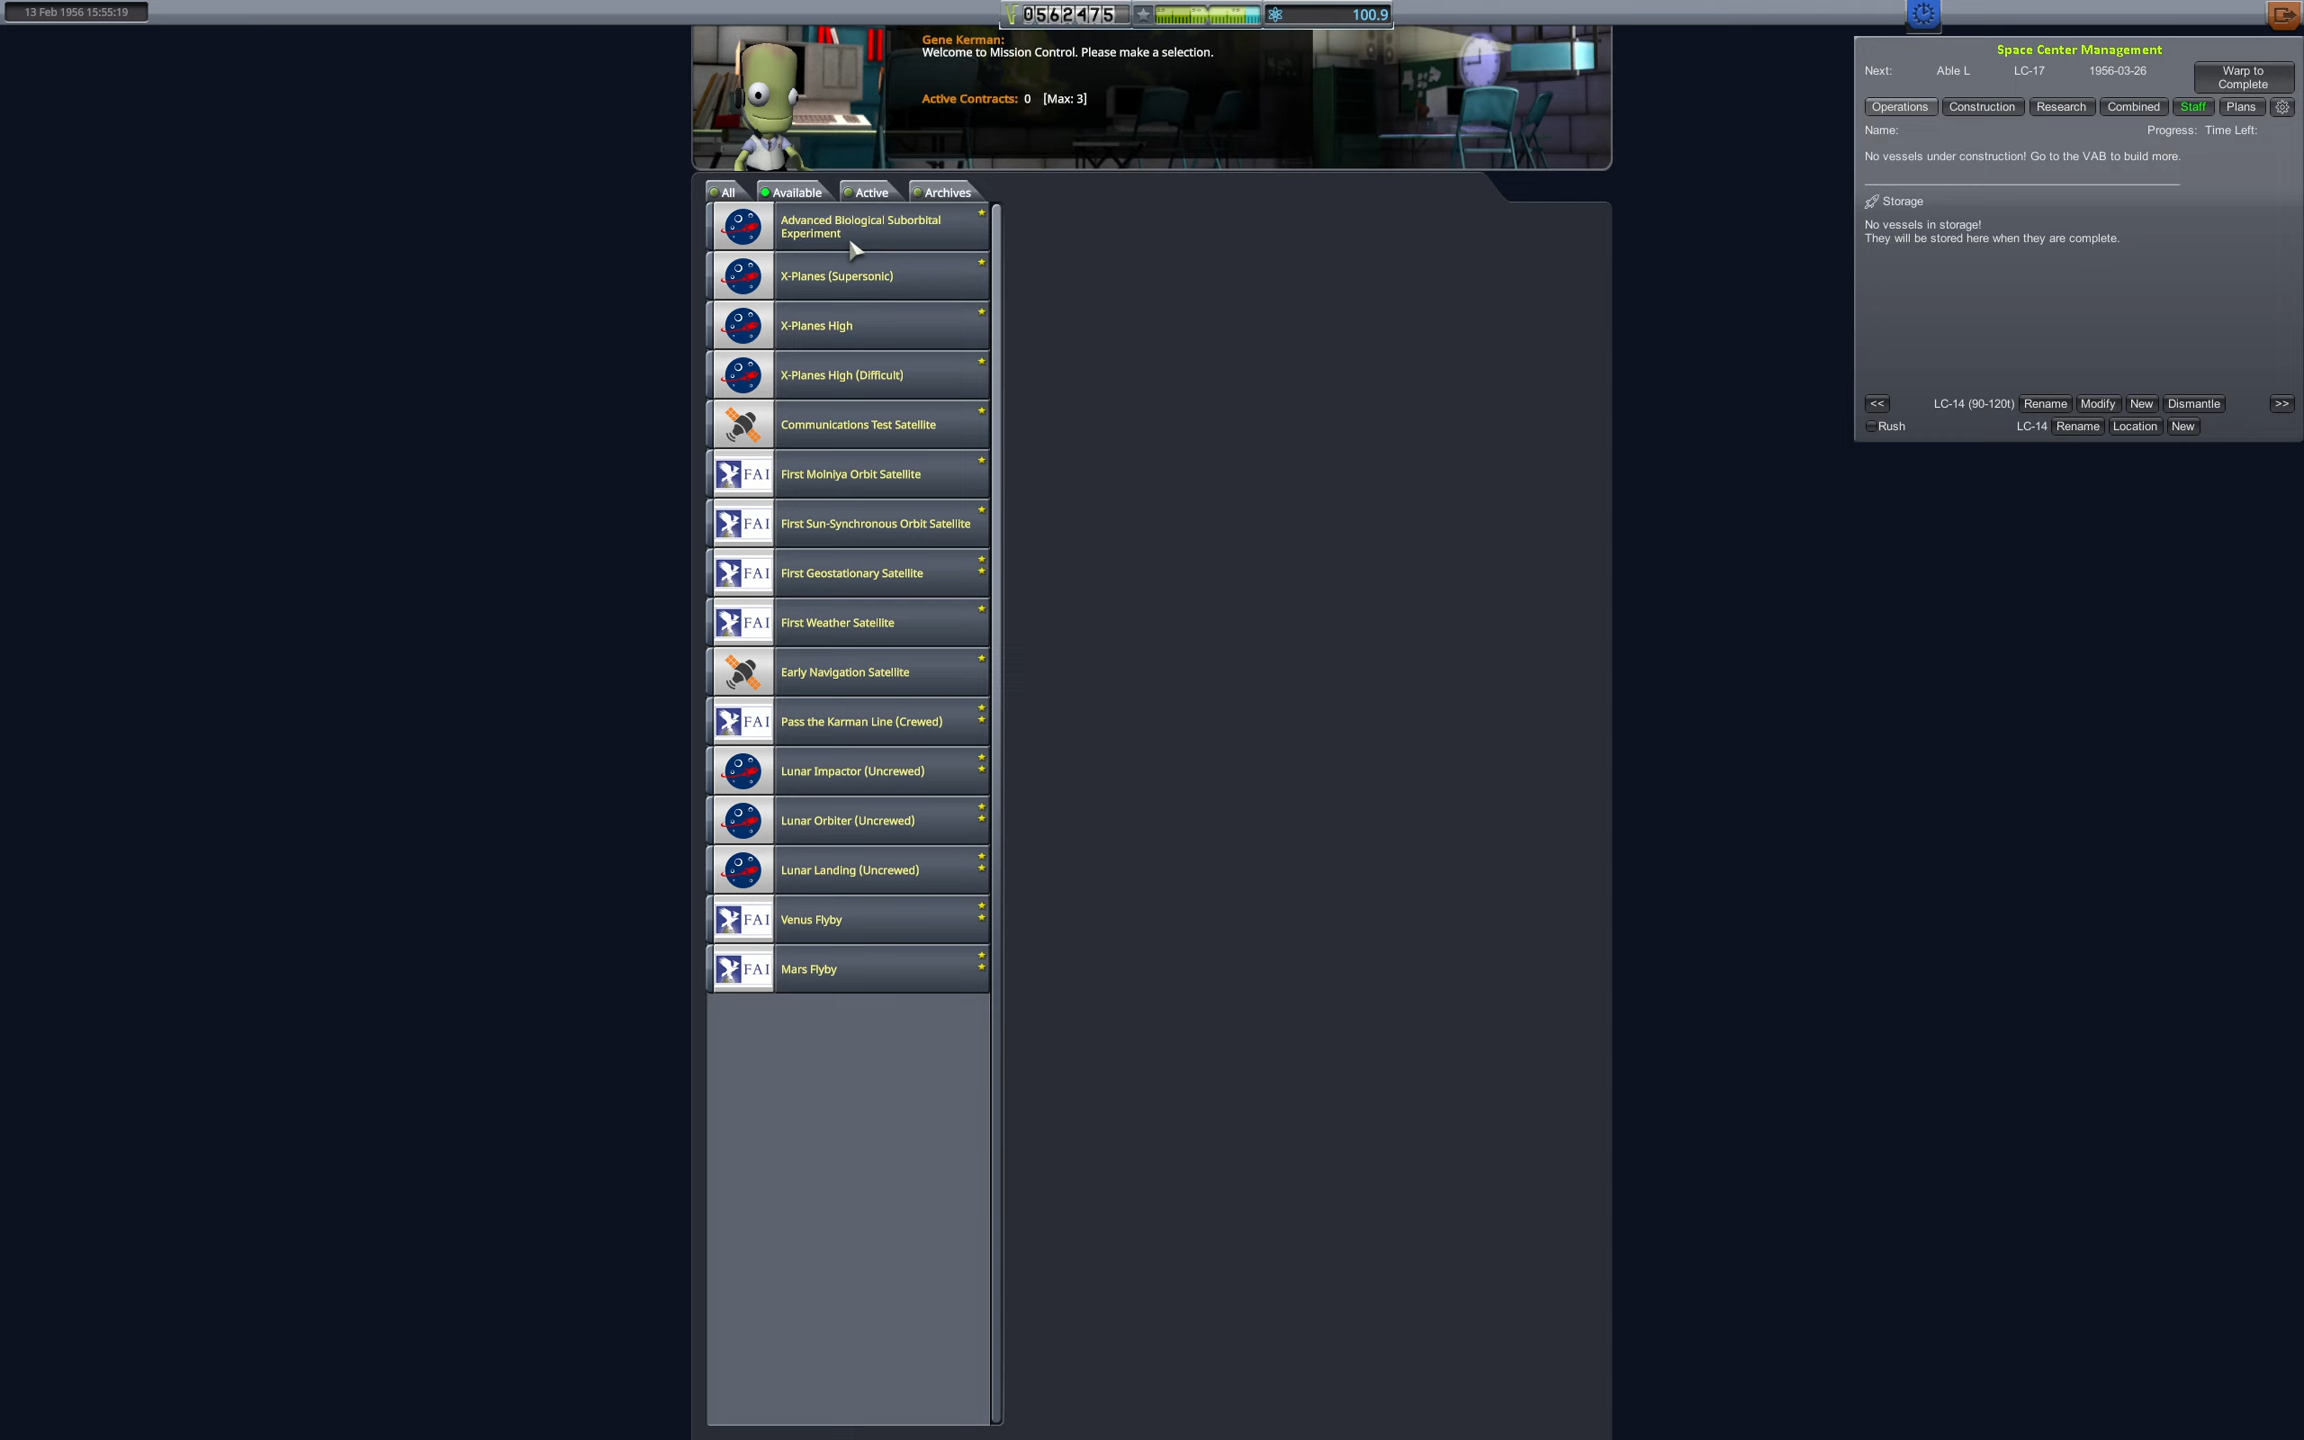 13 Feb 1956 15:55:19
0562475
100.9
Gene Kerman:
Welcome to Mission Control. Please make a selection.
Active Contracts: 0 [Max: 3]
All
Available
Active
Archives
Advanced Biological Suborbital
Experiment
X-Planes (Supersonic)
X-Planes High
X-Planes High (Difficult)
Communications Test Satellite
FAI First Molniya Orbit Satellite
FAI First Sun-Synchronous Orbit Satellite
FAI First Geostationary Satellite
FAI First Weather Satellite
Early Navigation Satellite
FAI Pass the Karman Line (Crewed)
Lunar Impactor (Uncrewed)
Lunar Orbiter (Uncrewed)
Lunar Landing (Uncrewed)
FAI Venus Flyby
FAI Mars Flyby
Space Center Management
Next: Able L LC-17 1956-03-26 Warp to
Complete
Operations Construction Research Combined Staff Plans
Name: Progress: Time Left:
No vessels under construction! Go to the VAB to build more.
Storage
No vessels in storage!
They will be stored here when they are complete.
<< LC-14 (90-120t) Rename Modify New Dismantle >>
Rush LC-14 Rename Location New